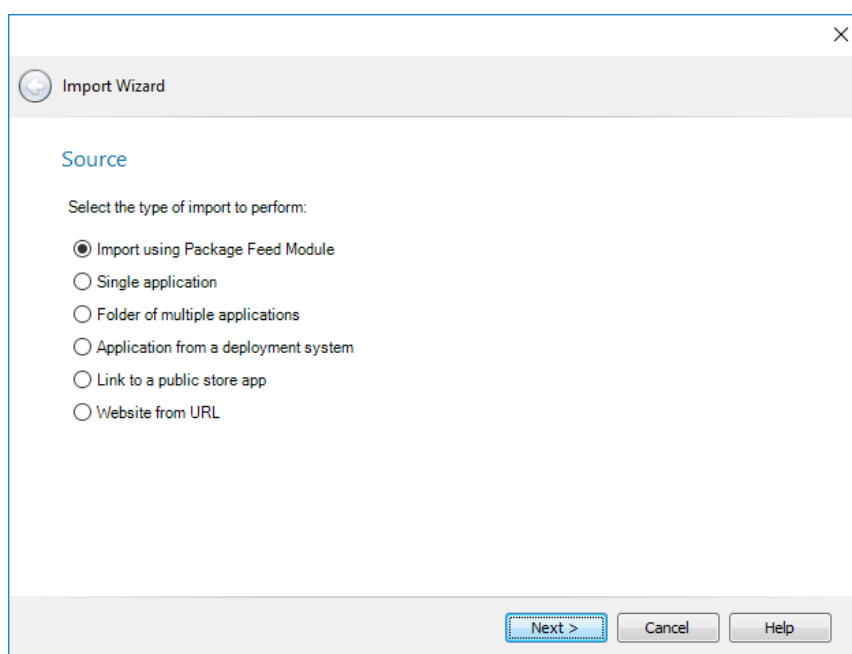 Import Wizard
Source
Select the type of import to perform:
Import using Package Feed Module
Single application
Folder of multiple applications
Application from a deployment system
Link to a public store app
Website from URL
Next > Cancel Help